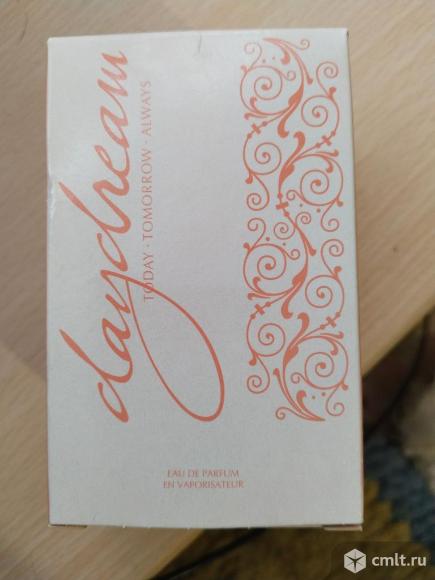 daydream
TODAY · TOMORROW · ALWAYS
EAU DE PARFUM
EN VAPORISATEUR
cmlt.ru